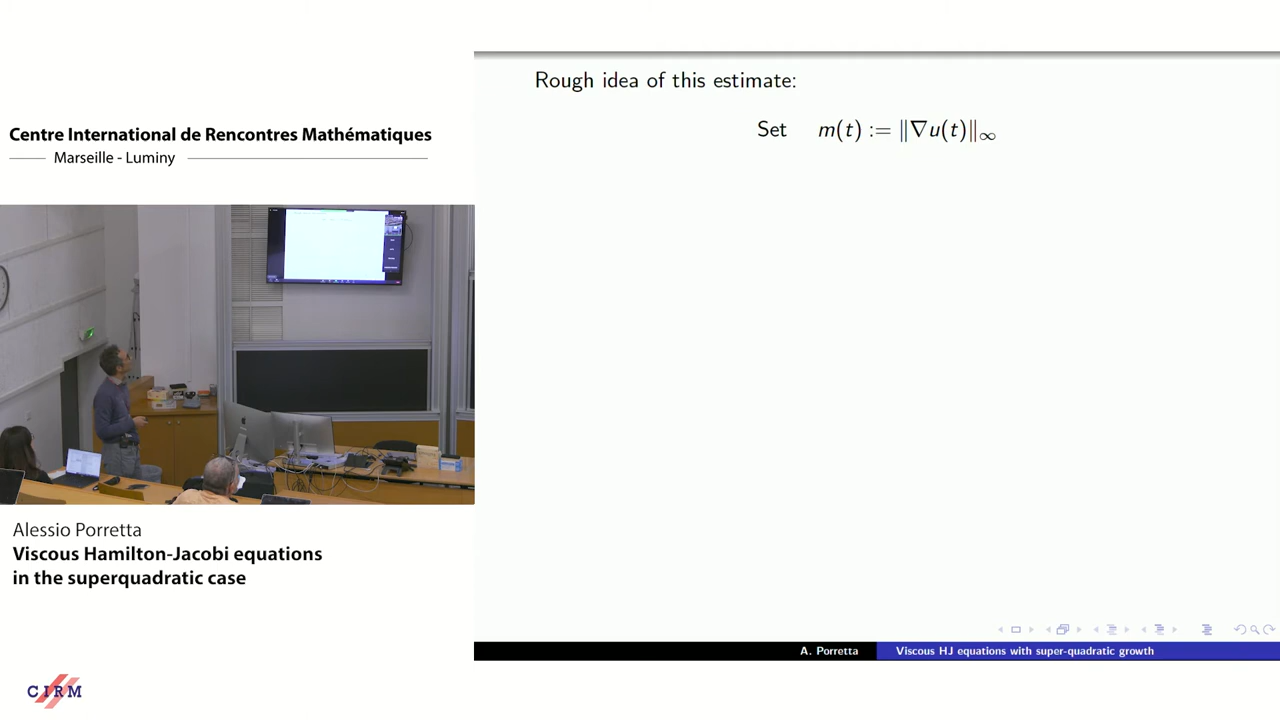 Centre International de Rencontres Mathématiques
Marseille - Luminy
Alessio Porretta
Viscous Hamilton-Jacobi equations
in the superquadratic case
CIRM
Rough idea of this estimate:
Set m(t) := ‖∇u(t)‖∞
A. Porretta Viscous HJ equations with super-quadratic growth